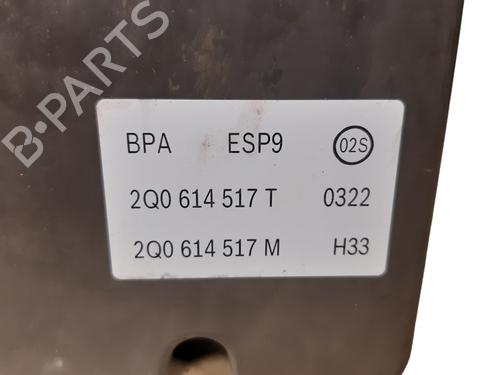 B-PARTS
BPA ESP9 02S
2Q0 614 517 T 0322
2Q0 614 517 M H33